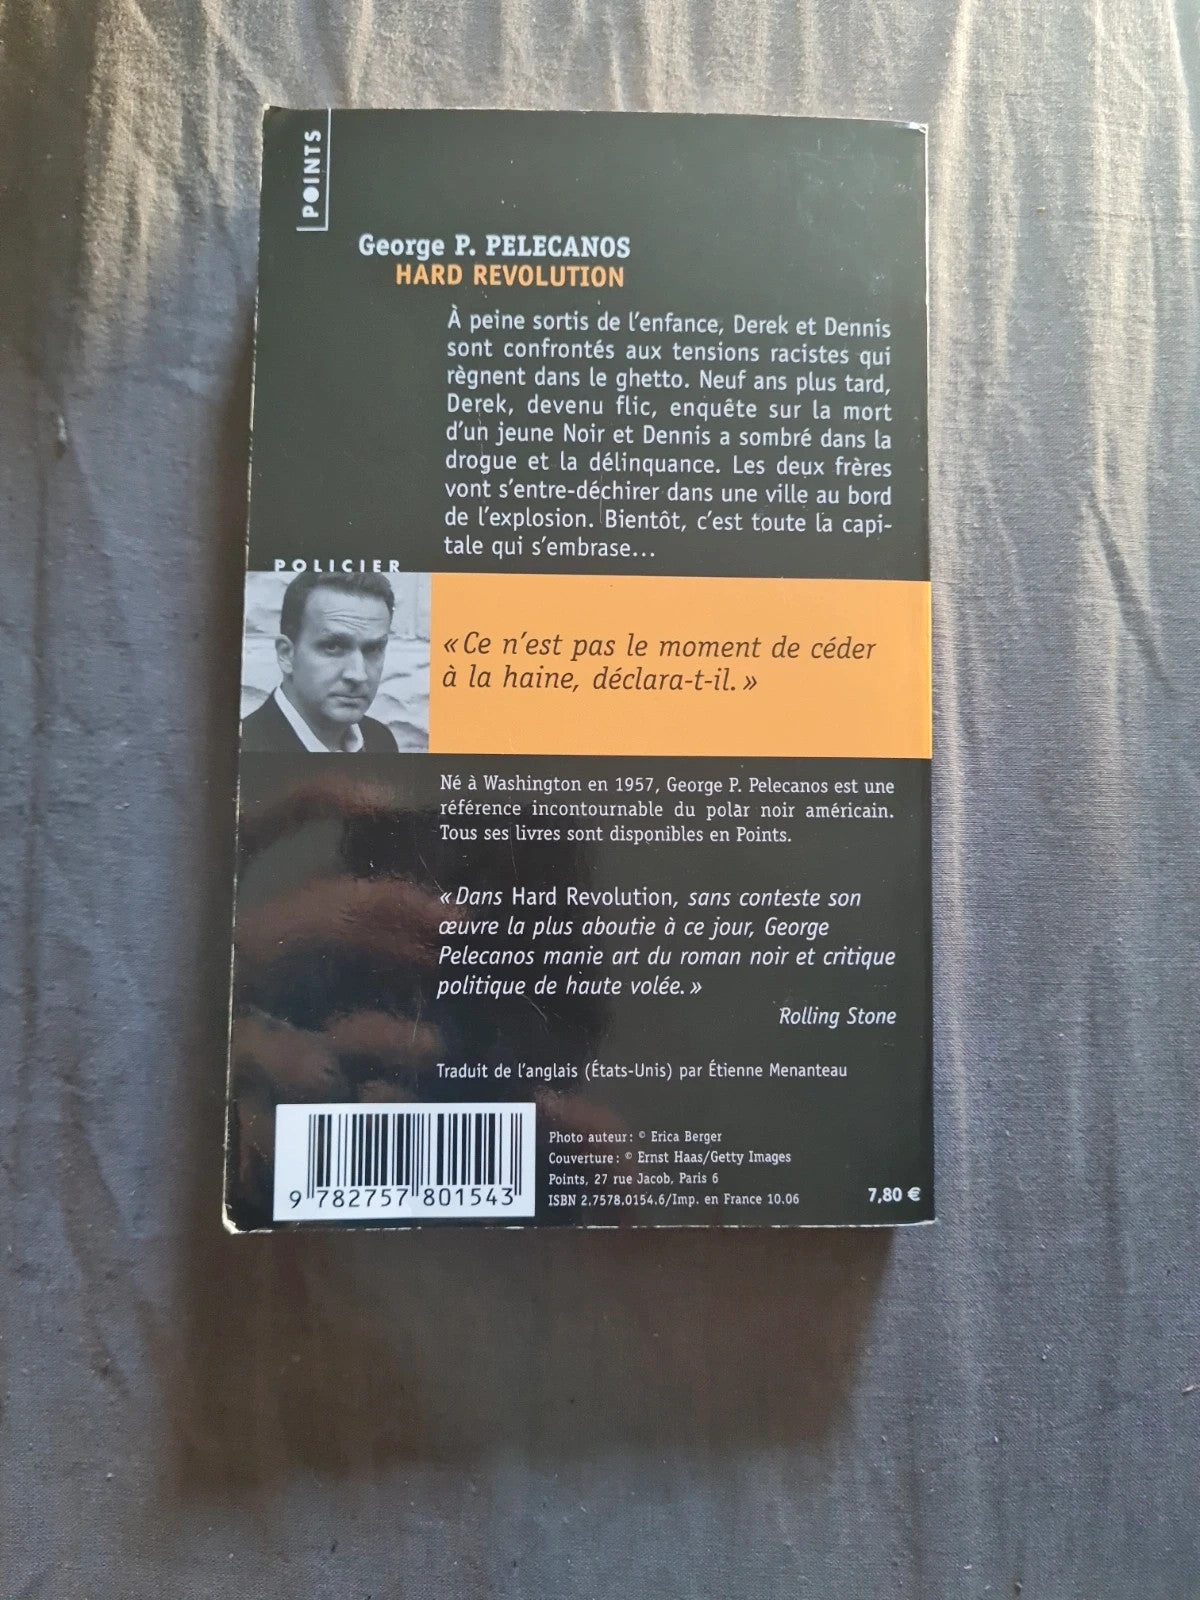 POINTS
George P. PELECANOS
HARD REVOLUTION
À peine sortis de l'enfance, Derek et Dennis
sont confrontés aux tensions racistes qui
règnent dans le ghetto. Neuf ans plus tard,
Derek, devenu flic, enquête sur la mort
d'un jeune Noir et Dennis a sombré dans la
drogue et la délinquance. Les deux frères
vont s'entre-déchirer dans une ville au bord
de l'explosion. Bientôt, c'est toute la capi-
tale qui s'embrase...
POLICIER
« Ce n'est pas le moment de céder
à la haine, déclara-t-il. »
Né à Washington en 1957, George P. Pelecanos est une
référence incontournable du polar noir américain.
Tous ses livres sont disponibles en Points.
« Dans Hard Revolution, sans conteste son
œuvre la plus aboutie à ce jour, George
Pelecanos manie art du roman noir et critique
politique de haute volée. »
Rolling Stone
Traduit de l'anglais (États-Unis) par Étienne Menanteau
9 782757 801543
Photo auteur : © Erica Berger
Couverture : © Ernst Haas/Getty Images
Points, 27 rue Jacob, Paris 6
ISBN 2.7578.0154.6/Imp. en France 10.06
7,80 €